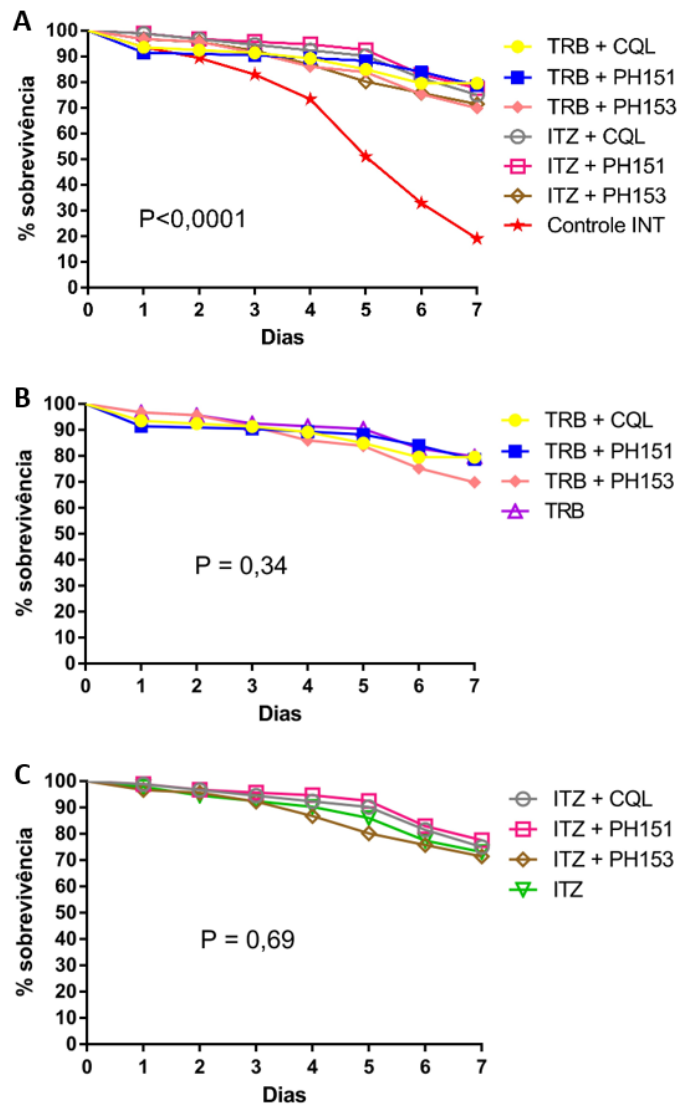 A
% sobrevivência
100
90
80
70
60
50
40
30
20
10
0
0 1 2 3 4 5 6 7
Dias
P<0,0001
TRB + CQL
TRB + PH151
TRB + PH153
ITZ + CQL
ITZ + PH151
ITZ + PH153
Controle INT
B
% sobrevivência
100
90
80
70
60
50
40
30
20
10
0
0 1 2 3 4 5 6 7
Dias
P = 0,34
TRB + CQL
TRB + PH151
TRB + PH153
TRB
C
% sobrevivência
100
90
80
70
60
50
40
30
20
10
0
0 1 2 3 4 5 6 7
Dias
P = 0,69
ITZ + CQL
ITZ + PH151
ITZ + PH153
ITZ